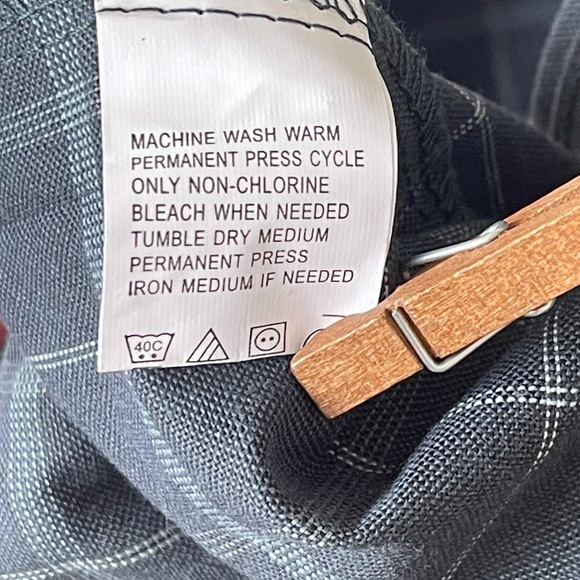 MACHINE WASH WARM
PERMANENT PRESS CYCLE
ONLY NON-CHLORINE
BLEACH WHEN NEEDED
TUMBLE DRY MEDIUM
PERMANENT PRESS
IRON MEDIUM IF NEEDED
40C